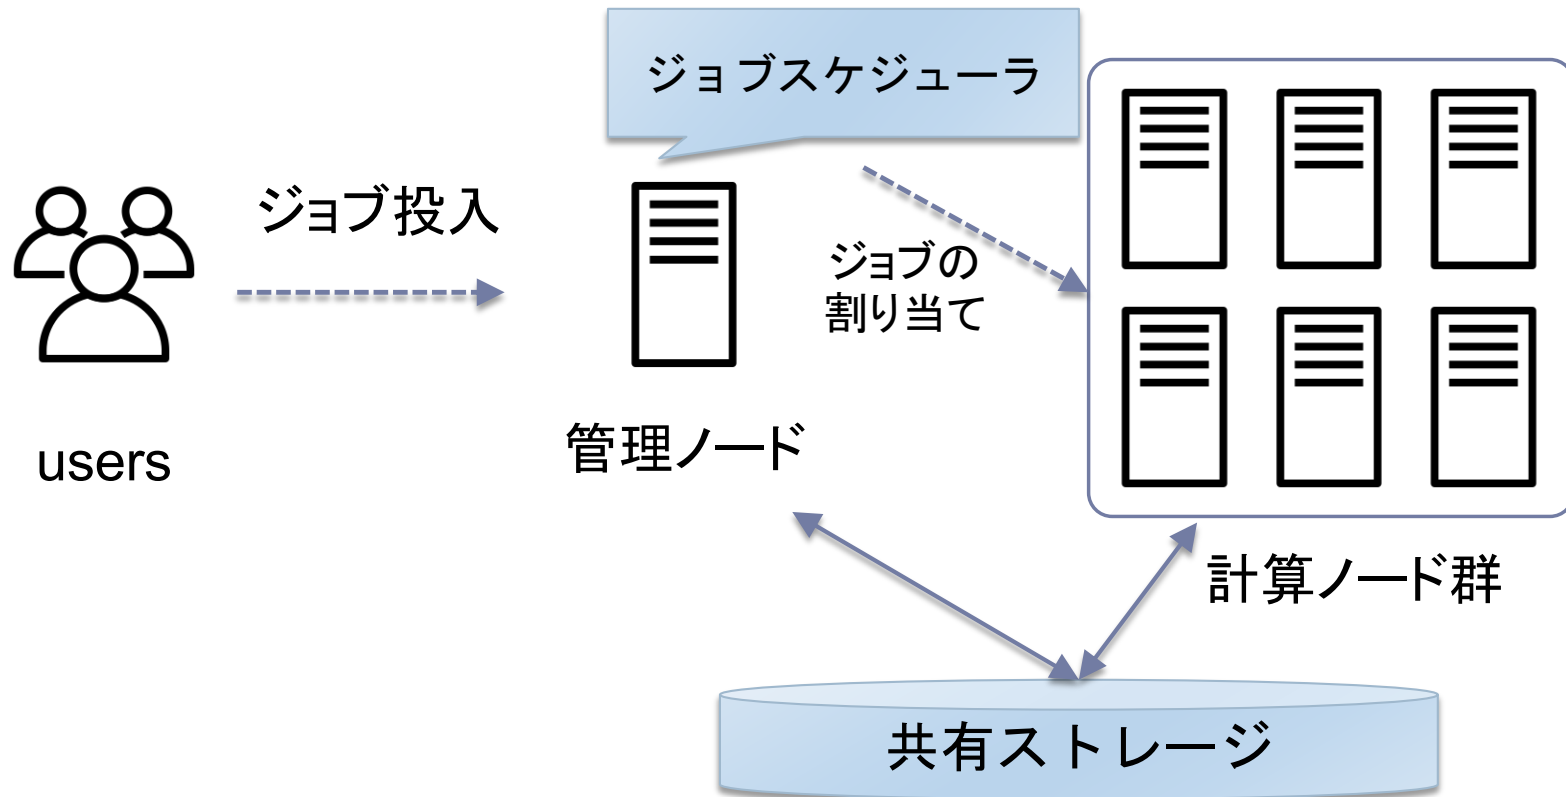 ジョブスケジューラ
ジョブ投入
ジョブの
割り当て
users
管理ノード
計算ノード群
共有ストレージ